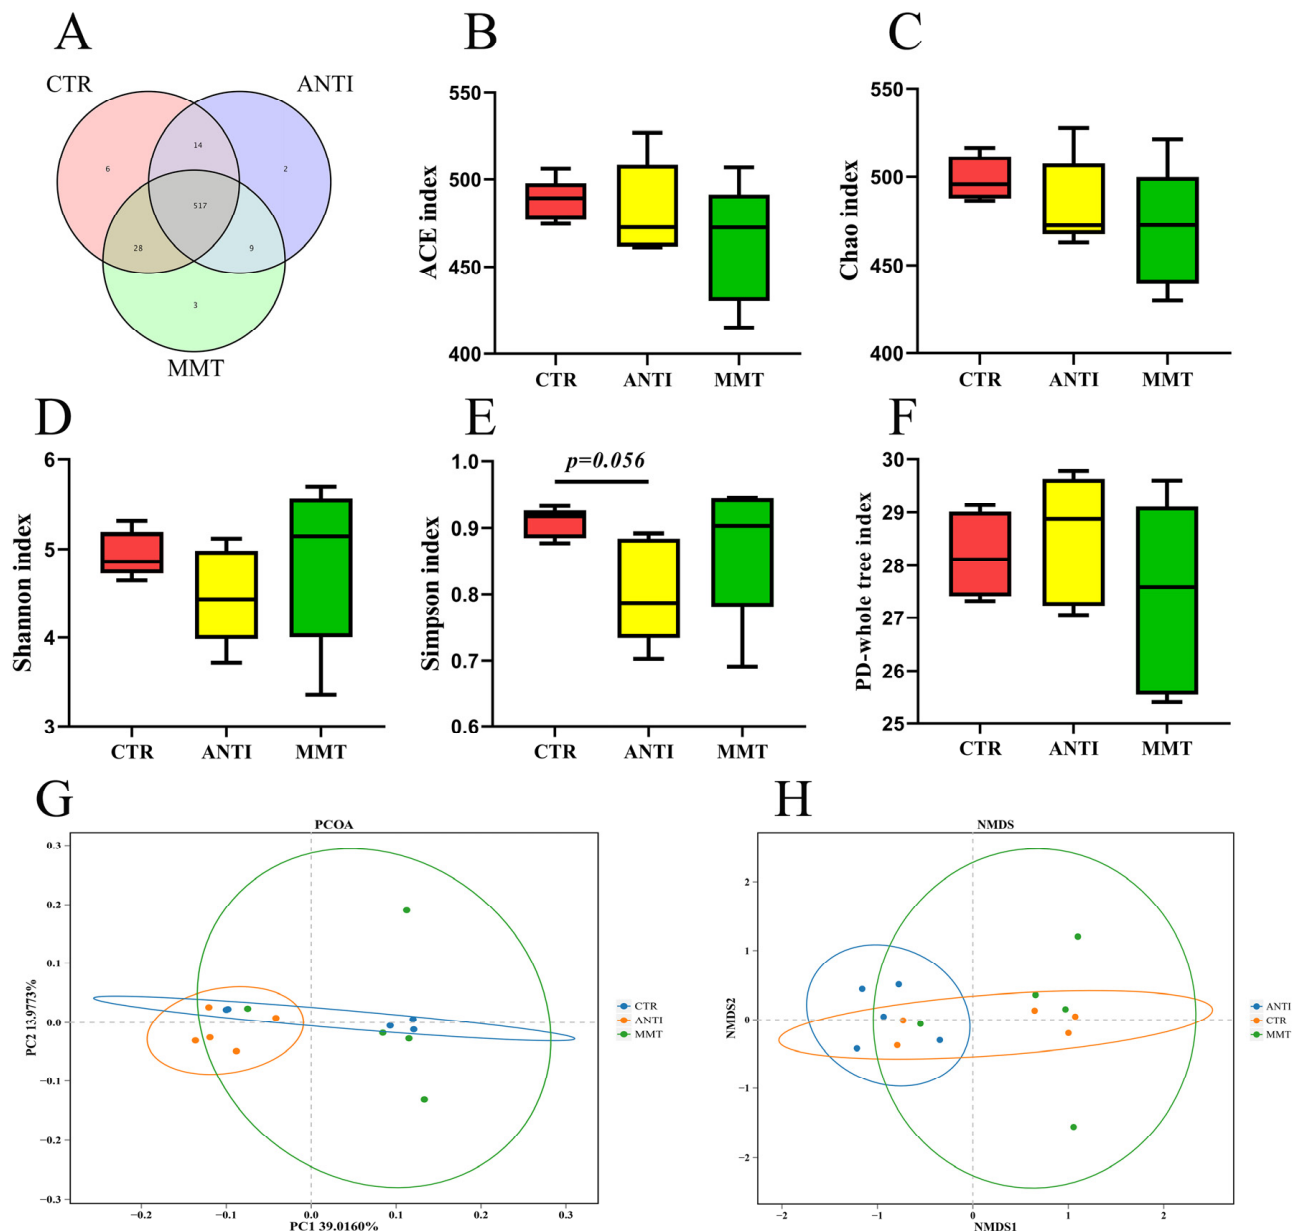 A
CTR
ANTI
6
14
2
517
28
9
3
MMT
B
ACE index
550
500
450
400
CTR
ANTI
MMT
C
Chao index
550
500
450
400
CTR
ANTI
MMT
D
Shannon index
6
5
4
3
CTR
ANTI
MMT
E
Simpson index
p=0.056
1.0
0.9
0.8
0.7
0.6
CTR
ANTI
MMT
F
PD-whole tree index
30
29
28
27
26
25
CTR
ANTI
MMT
G
PCOA
PC2 13.9773%
0.3
0.2
0.1
0.0
−0.1
−0.2
−0.3
−0.2
−0.1
0.0
0.1
0.2
0.3
PC1 39.0160%
CTR
ANTI
MMT
H
NMDS
NMDS2
2
1
0
−1
−2
−2
−1
0
1
2
NMDS1
ANTI
CTR
MMT